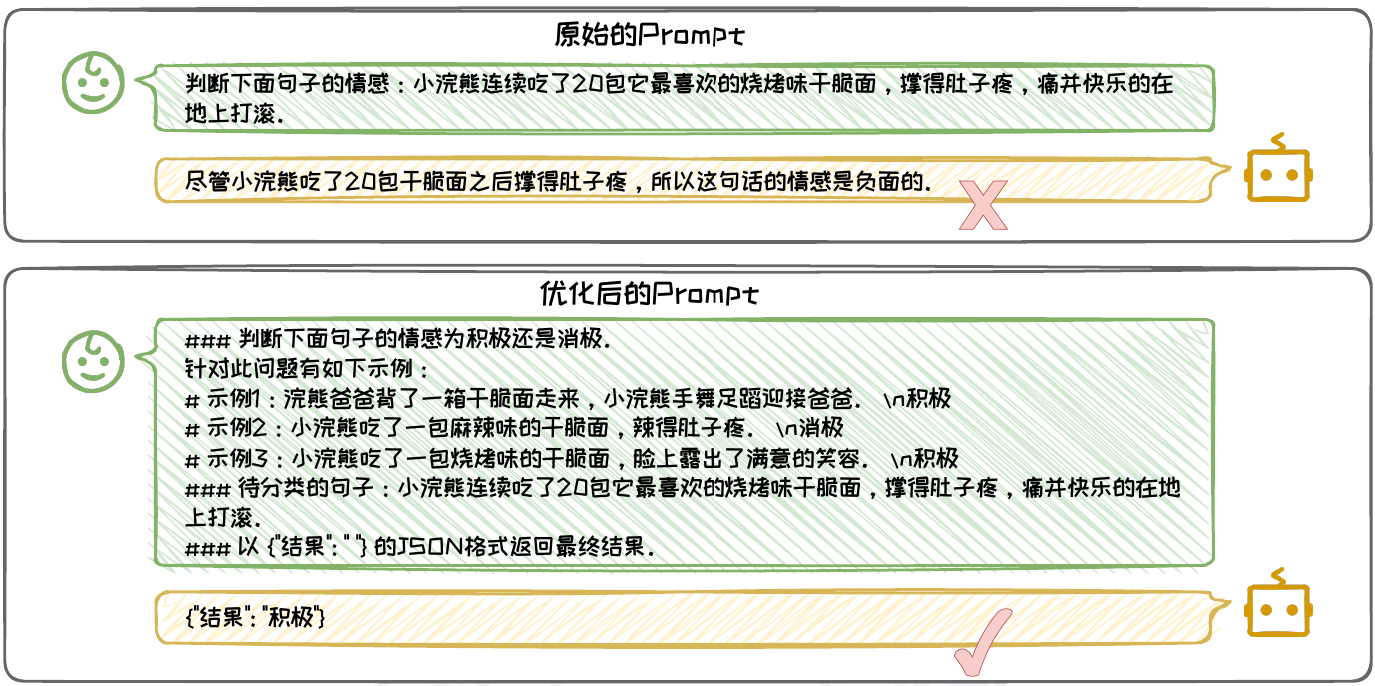 原始的Prompt
判断下面句子的情感：小浣熊连续吃了20包它最喜欢的烧烤味干脆面，撑得肚子疼，痛并快乐的在
地上打滚。
尽管小浣熊吃了20包干脆面之后撑得肚子疼，所以这句话的情感是负面的。
优化后的Prompt
### 判断下面句子的情感为积极还是消极。
针对此问题有如下示例：
# 示例1：浣熊爸爸背了一箱干脆面走来，小浣熊手舞足蹈迎接爸爸。 \n积极
# 示例2：小浣熊吃了一包麻辣味的干脆面，辣得肚子疼。 \n消极
# 示例3：小浣熊吃了一包烧烤味的干脆面，脸上露出了满意的笑容。 \n积极
### 待分类的句子：小浣熊连续吃了20包它最喜欢的烧烤味干脆面，撑得肚子疼，痛并快乐的在地
上打滚。
### 以 {"结果": " "} 的JSON格式返回最终结果。
{"结果": "积极"}